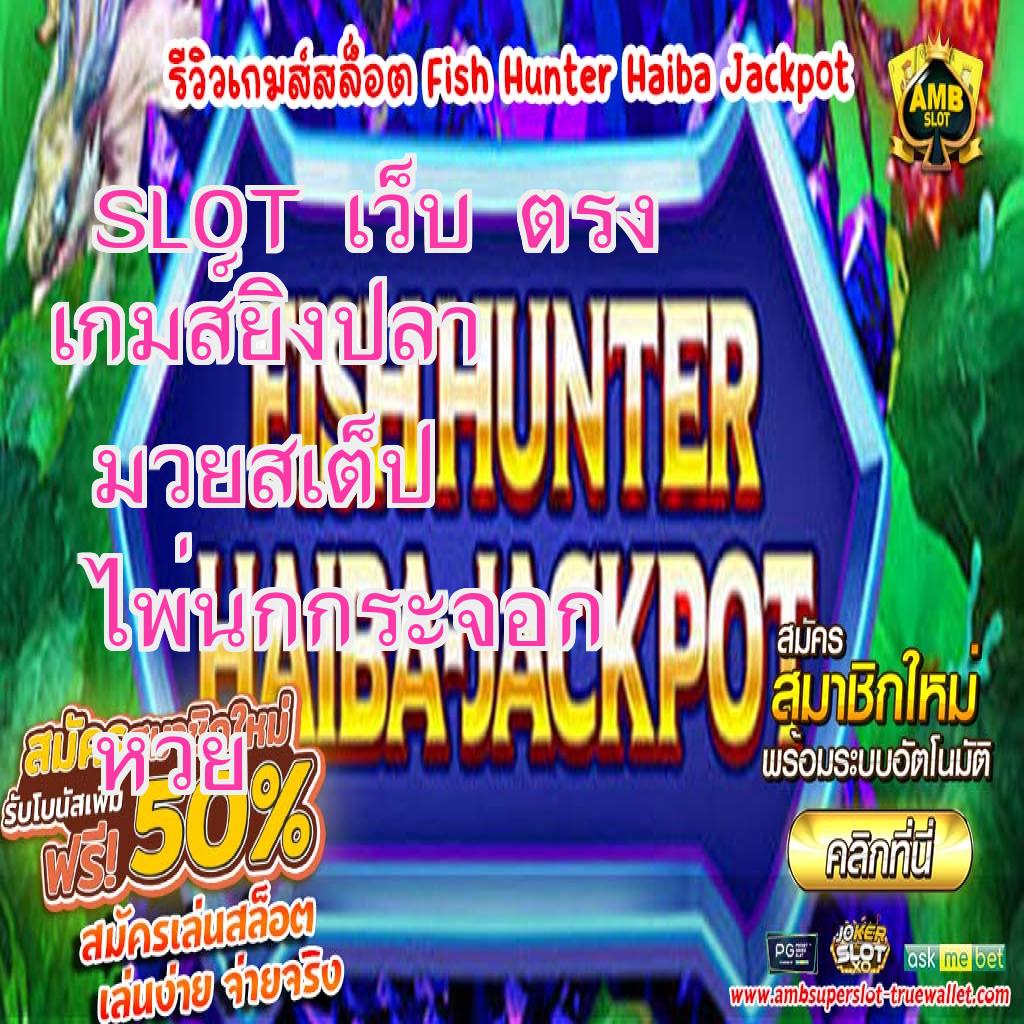 รีวิวเกมส์สล็อต Fish Hunter Haiba Jackpot
AMB
SLOT
SLOT เว็บ ตรง
เกมส์ยิงปลา
FISH HUNTER
มวยสเต็ป
ไพ่นกกระจอก
HAIBA JACKPOT
หวย
สมัคร
สมาชิกใหม่
พร้อมระบบอัตโนมัติ
คลิกที่นี่
สมัครสมาชิกใหม่
รับโบนัสเพิ่ม
ฟรี! 50%
สมัครเล่นสล็อต
เล่นง่าย จ่ายจริง
PG
JOKER
SLOT
XO
ask me bet
www.ambsuperslot-truewallet.com